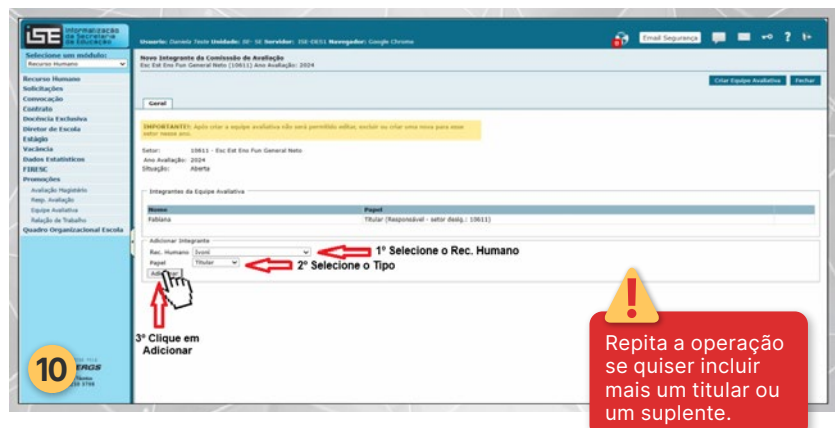 iSE Informatização da Secretaria da Educação
Usuario: Daniela Teste Unidade: 30- SE Servidor: ISE-DES1 Navegador: Google Chrome
Email Segurança
Selecione um módulo:
Recurso Humano
Novo Integrante da Comissão de Avaliação
Esc Est Ens Fun General Neto (10611) Ano Avaliação: 2024
Criar Equipe Avaliativa Fechar
Recurso Humano
Solicitações
Convocação
Contrato
Docência Exclusiva
Diretor de Escola
Estágio
Vacância
Dados Estatísticos
FIRESC
Promoções
Avaliação Magistério
Resp. Avaliação
Equipe Avaliativa
Relação de Trabalho
Quadro Organizacional Escola
Geral
IMPORTANTE!: Após criar a equipe avaliativa não será permitido editar, excluir ou criar uma nova para esse
setor nesse ano.
Setor: 10611 - Esc Est Ens Fun General Neto
Ano Avaliação: 2024
Situação: Aberta
Integrantes da Equipe Avaliativa
Nome Papel
Fabiana Titular (Responsável - setor desig.: 10611)
Adicionar Integrante
Rec. Humano Ivoni
1º Selecione o Rec. Humano
Papel Titular
2º Selecione o Tipo
3º Clique em
Adicionar
10
ERGS
Repita a operação
se quiser incluir
mais um titular ou
um suplente.